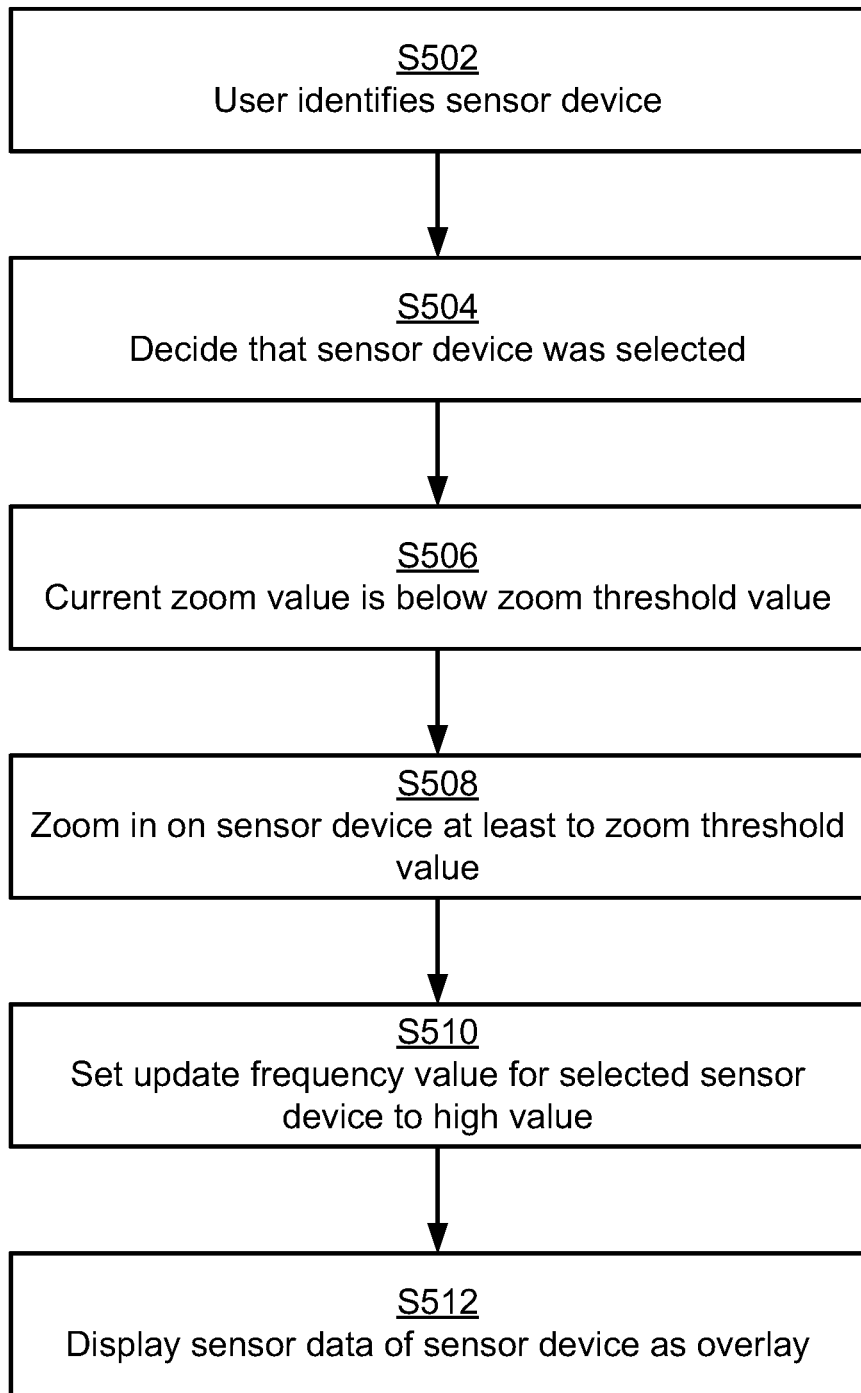 S502
User identifies sensor device
S504
Decide that sensor device was selected
S506
Current zoom value is below zoom threshold value
S508
Zoom in on sensor device at least to zoom threshold
value
S510
Set update frequency value for selected sensor
device to high value
S512
Display sensor data of sensor device as overlay